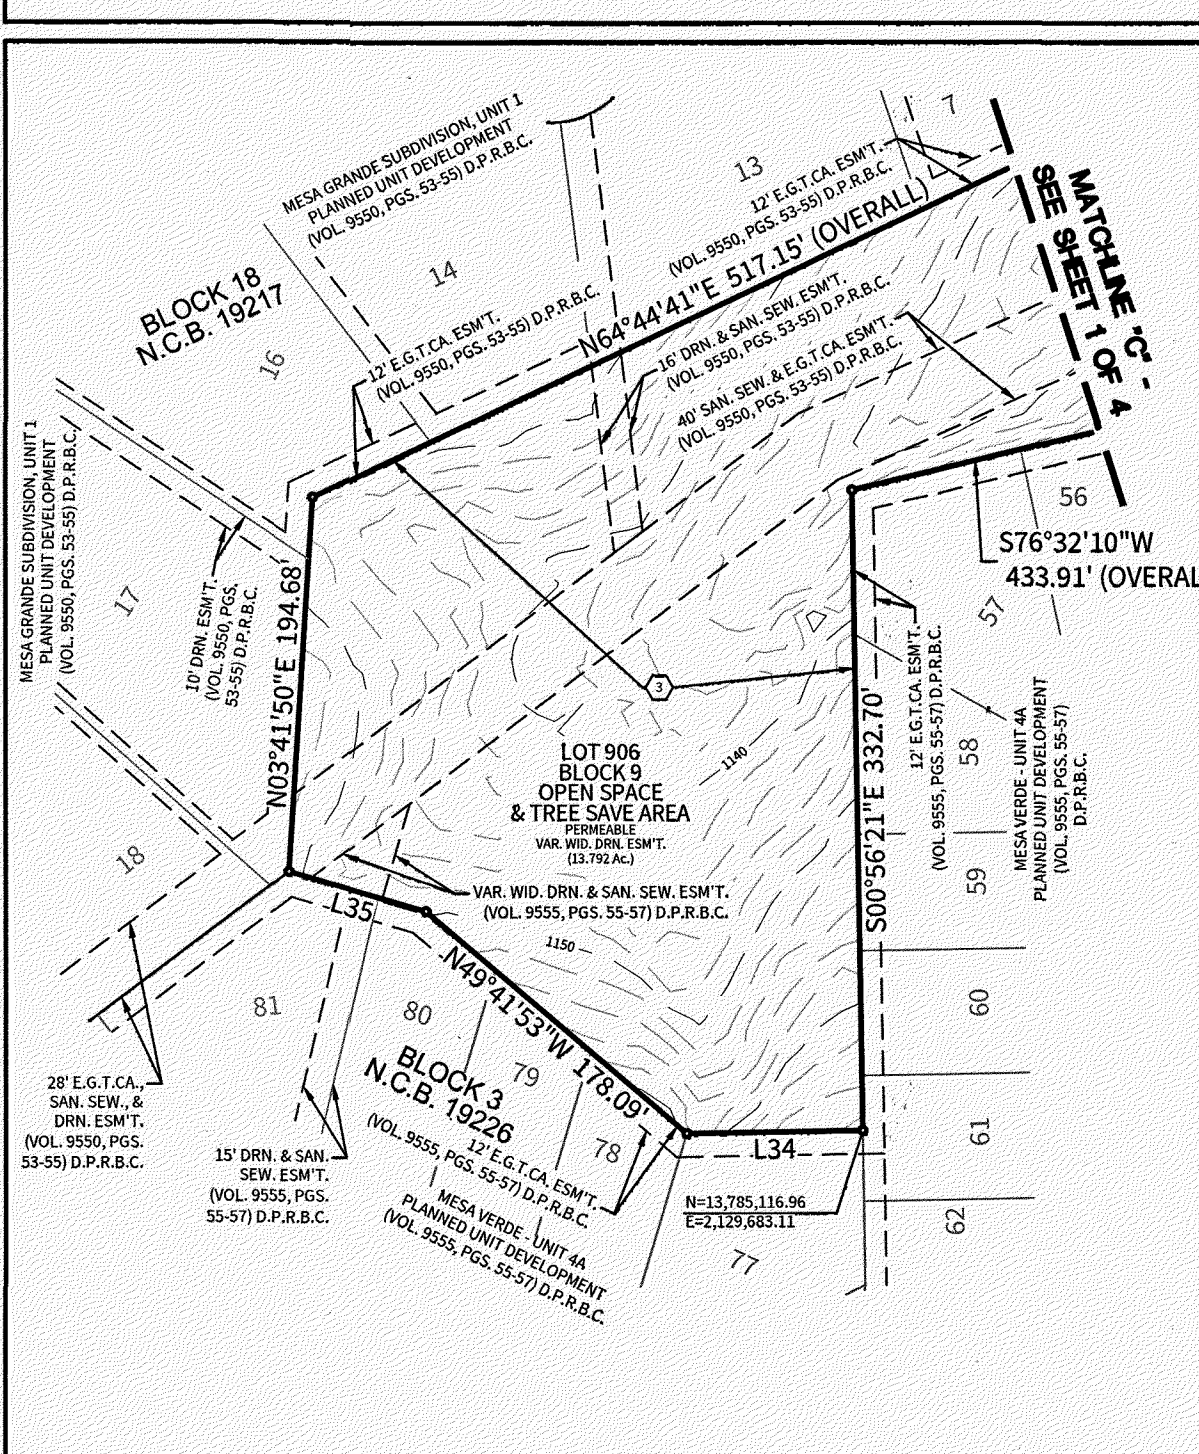 7
MESA GRANDE SUBDIVISION, UNIT 1
PLANNED UNIT DEVELOPMENT
(VOL. 9550, PGS. 53-55) D.P.R.B.C.
13
12' E.G.T.CA. ESM'T.
(VOL. 9550, PGS. 53-55) D.P.R.B.C.
MATCHLINE "C" -
SEE SHEET 1 OF 4
14
BLOCK 18
N.C.B. 19217
16
N64°44'41"E 517.15' (OVERALL)
12' E.G.T.CA. ESM'T.
(VOL. 9550, PGS. 53-55) D.P.R.B.C.
16' DRN. & SAN. SEW. ESM'T.
(VOL. 9550, PGS. 53-55) D.P.R.B.C.
40' SAN. SEW. & E.G.T.CA. ESM'T.
(VOL. 9550, PGS. 53-55) D.P.R.B.C.
MESA GRANDE SUBDIVISION, UNIT 1
PLANNED UNIT DEVELOPMENT
(VOL. 9550, PGS. 53-55) D.P.R.B.C.
56
S76°32'10"W
433.91' (OVERAL
17
10' DRN. ESM'T.
(VOL. 9550, PGS.
53-55) D.P.R.B.C.
N03°41'50"E 194.68'
57
3
12' E.G.T.CA. ESM'T.
(VOL. 9555, PGS. 55-57) D.P.R.B.C.
S00°56'21"E 332.70'
58
MESA VERDE - UNIT 4A
PLANNED UNIT DEVELOPMENT
(VOL. 9555, PGS. 55-57)
D.P.R.B.C.
1140
LOT 906
BLOCK 9
OPEN SPACE
& TREE SAVE AREA
PERMEABLE
VAR. WID. DRN. ESM'T.
(13.792 Ac.)
18
59
VAR. WID. DRN. & SAN. SEW. ESM'T.
(VOL. 9555, PGS. 55-57) D.P.R.B.C.
L35
1150
N49°41'53"W 178.09'
81
80
60
79
BLOCK 3
N.C.B. 19226
(VOL. 9555, PGS. 55-57) D.P.R.B.C.
12' E.G.T.CA. ESM'T.
78
61
28' E.G.T.CA.,
SAN. SEW., &
DRN. ESM'T.
(VOL. 9550, PGS.
53-55) D.P.R.B.C.
15' DRN. & SAN.
SEW. ESM'T.
(VOL. 9555, PGS.
55-57) D.P.R.B.C.
L34
MESA VERDE - UNIT 4A
PLANNED UNIT DEVELOPMENT
(VOL. 9555, PGS. 55-57) D.P.R.B.C.
N=13,785,116.96
E=2,129,683.11
62
77